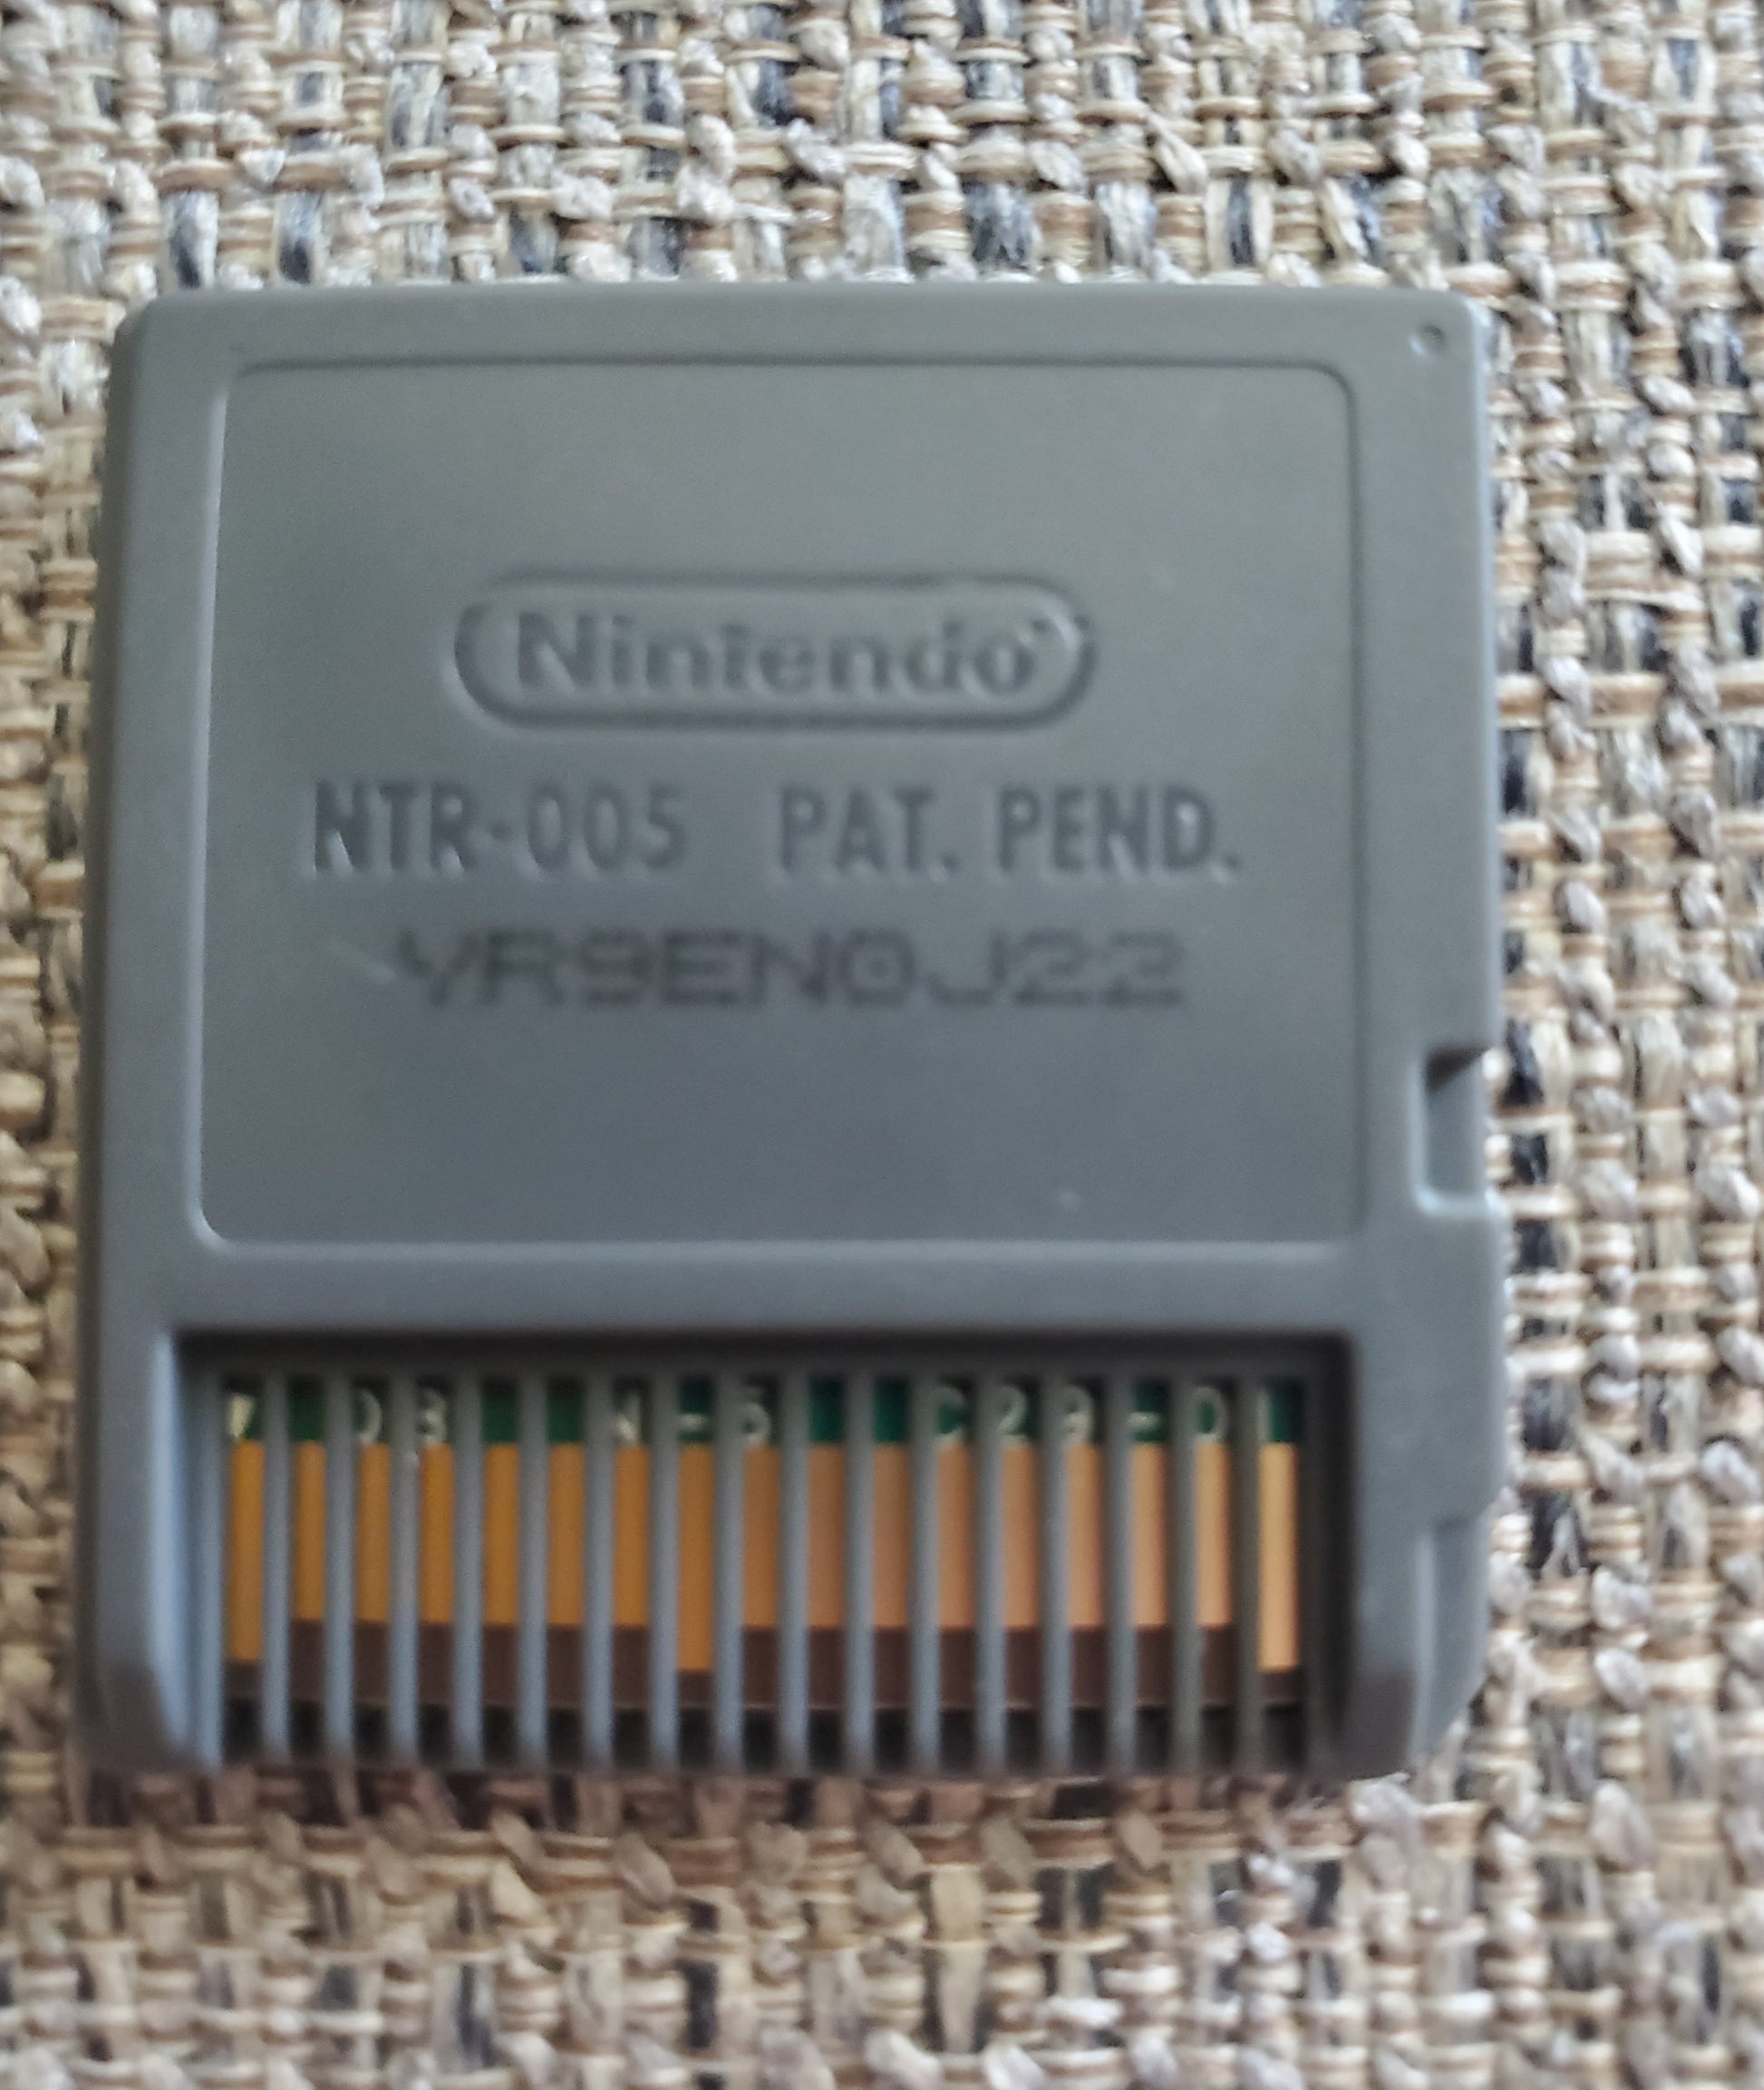 Nintendo
NTR-005 PAT. PEND.
YR9EN0J22